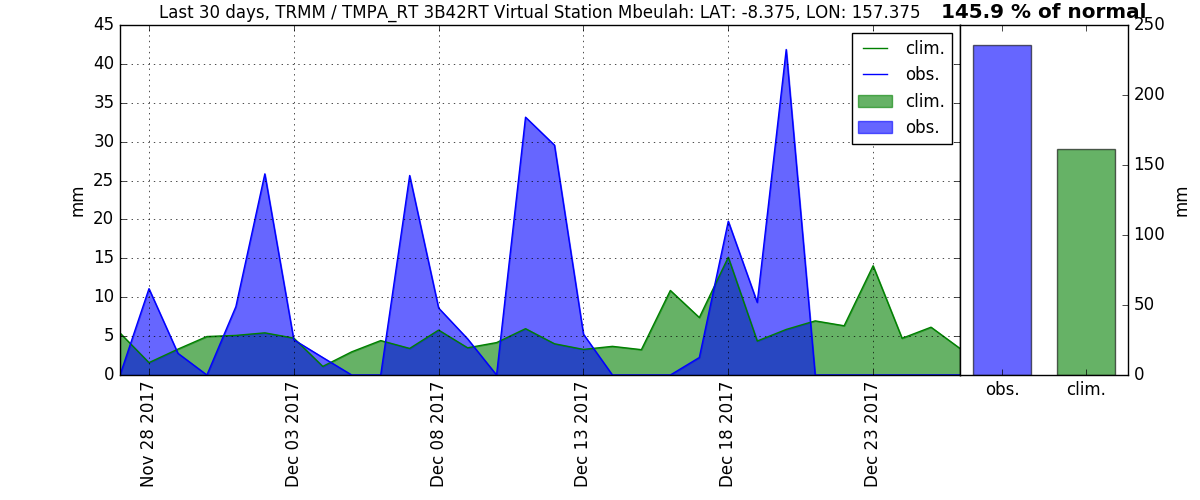 Last 30 days, TRMM / TMPA_RT 3B42RT Virtual Station Mbeulah: LAT: -8.375, LON: 157.375
145.9 % of normal
45
40
35
30
25
20
15
10
5
0
mm
clim.
obs.
clim.
obs.
Nov 28 2017
Dec 03 2017
Dec 08 2017
Dec 13 2017
Dec 18 2017
Dec 23 2017
250
200
150
100
50
0
mm
obs.
clim.